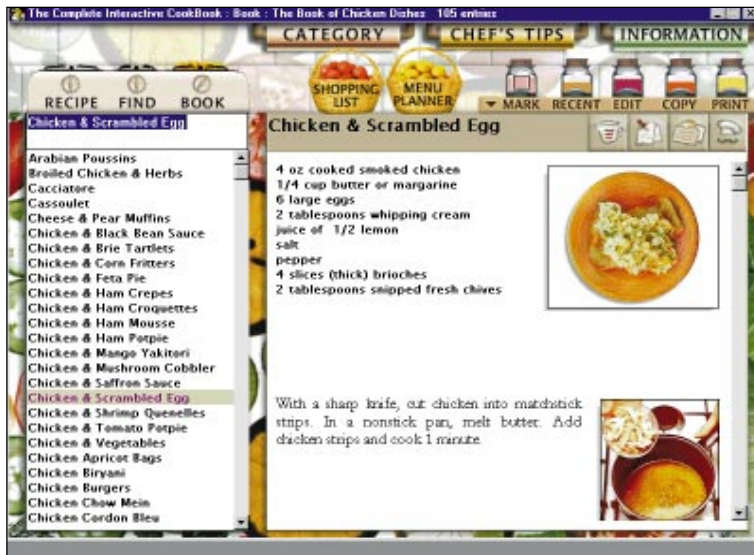 The Complete Interactive CookBook : Book : The Book of Chicken Dishes 105 entries
CATEGORY
CHEF'S TIPS
INFORMATION
RECIPE
FIND
BOOK
SHOPPING
LIST
MENU
PLANNER
MARK
RECENT
EDIT
COPY
PRINT
Chicken & Scrambled Egg
Arabian Poussins
Broiled Chicken & Herbs
Cacciatore
Cassoulet
Cheese & Pear Muffins
Chicken & Black Bean Sauce
Chicken & Brie Tartlets
Chicken & Corn Fritters
Chicken & Feta Pie
Chicken & Ham Crepes
Chicken & Ham Croquettes
Chicken & Ham Mousse
Chicken & Ham Potpie
Chicken & Mango Yakitori
Chicken & Mushroom Cobbler
Chicken & Saffron Sauce
Chicken & Scrambled Egg
Chicken & Shrimp Quenelles
Chicken & Tomato Potpie
Chicken & Vegetables
Chicken Apricot Bags
Chicken Biryani
Chicken Burgers
Chicken Chow Mein
Chicken Cordon Bleu
Chicken & Scrambled Egg
4 oz cooked smoked chicken
1/4 cup butter or margarine
6 large eggs
2 tablespoons whipping cream
juice of 1/2 lemon
salt
pepper
4 slices (thick) brioches
2 tablespoons snipped fresh chives
With a sharp knife, cut chicken into matchstick
strips. In a nonstick pan, melt butter. Add
chicken strips and cook 1 minute.